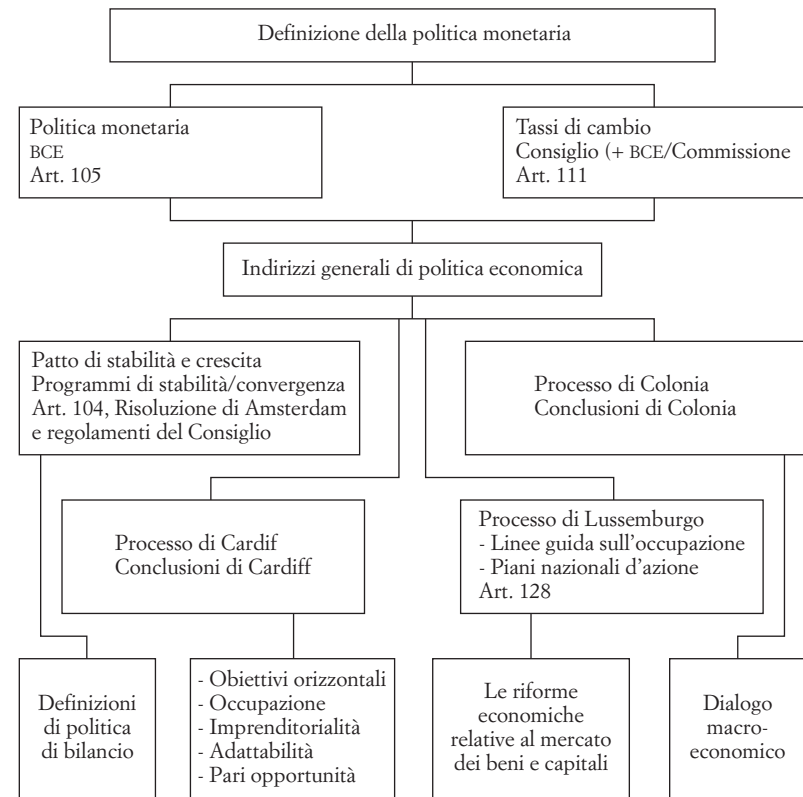 Definizione della politica monetaria
Politica monetaria
BCE
Art. 105
Tassi di cambio
Consiglio (+ BCE/Commissione
Art. 111
Indirizzi generali di politica economica
Patto di stabilità e crescita
Programmi di stabilità/convergenza
Art. 104, Risoluzione di Amsterdam
e regolamenti del Consiglio
Processo di Colonia
Conclusioni di Colonia
Processo di Cardif
Conclusioni di Cardiff
Processo di Lussemburgo
- Linee guida sull'occupazione
- Piani nazionali d'azione
Art. 128
Definizioni
di politica
di bilancio
- Obiettivi orizzontali
- Occupazione
- Imprenditorialità
- Adattabilità
- Pari opportunità
Le riforme
economiche
relative al mercato
dei beni e capitali
Dialogo
macro-
economico